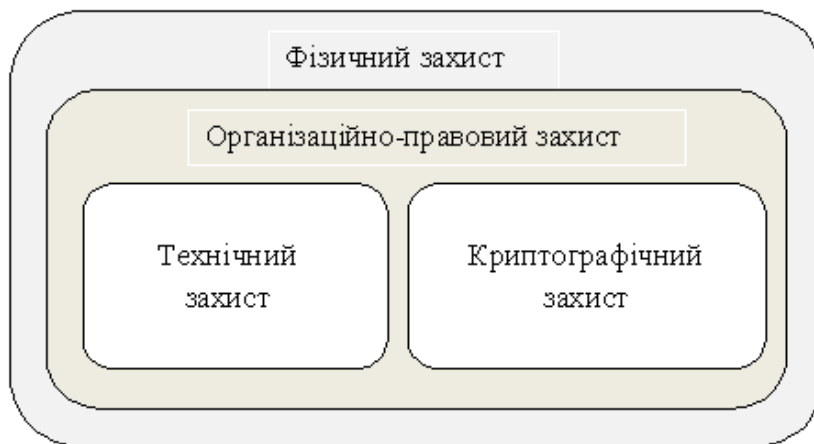 Фізичний захист
Організаційно-правовий захист
Технічний
захист
Криптографічний
захист